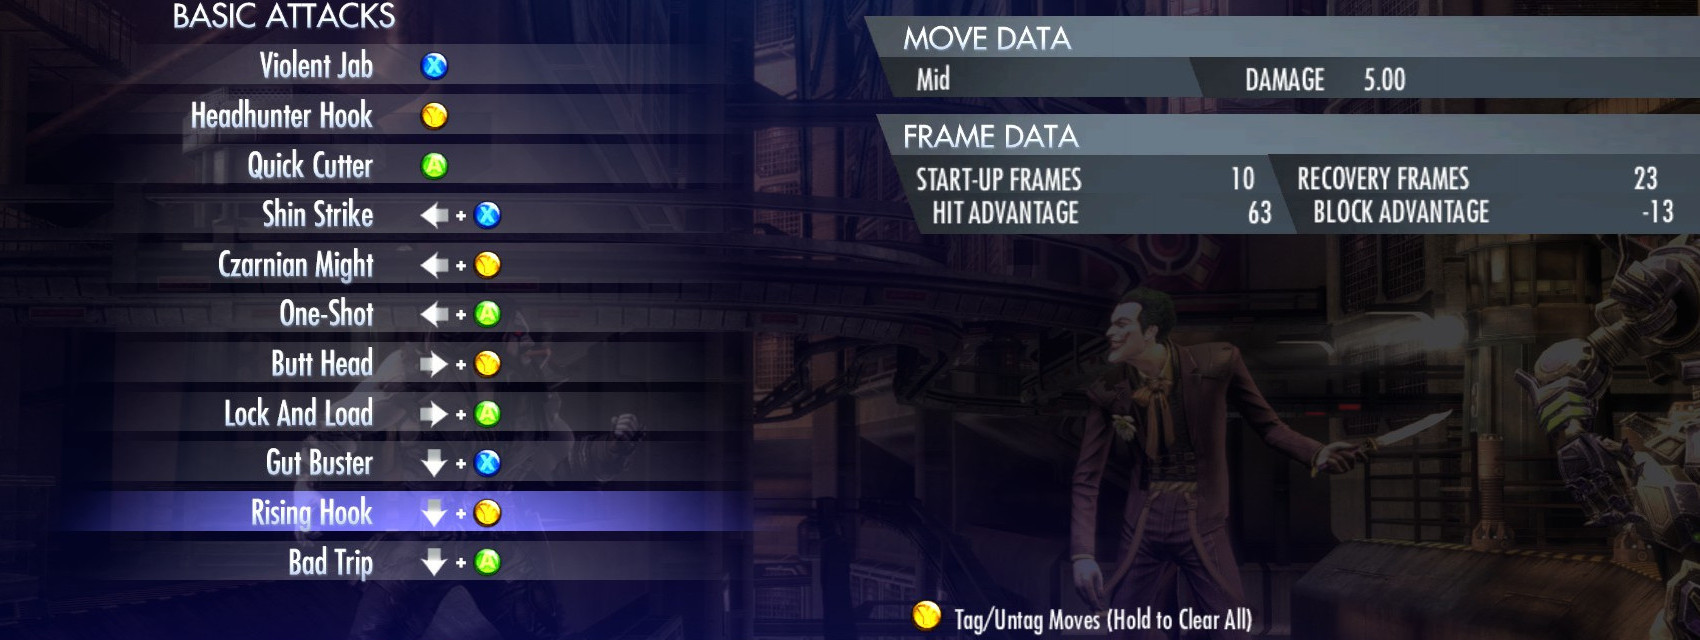 BASIC ATTACKS
Violent Jab X
Headhunter Hook Y
Quick Cutter A
Shin Strike + X
Czarnian Might + Y
One-Shot + A
Butt Head + Y
Lock And Load + A
Gut Buster + X
Rising Hook + Y
Bad Trip + A
MOVE DATA
Mid DAMAGE 5.00
FRAME DATA
START-UP FRAMES 10 RECOVERY FRAMES 23
HIT ADVANTAGE 63 BLOCK ADVANTAGE -13
Y Tag/Untag Moves (Hold to Clear All)